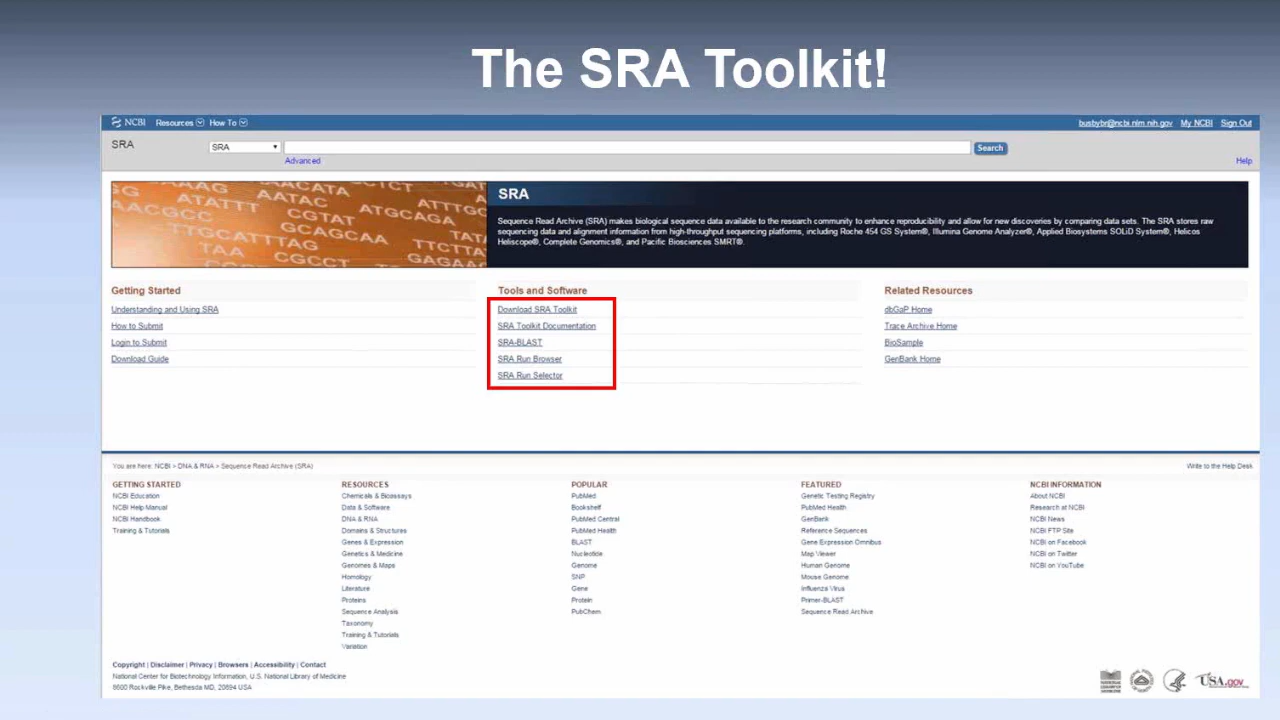 The SRA Toolkit!
NCBI Resources How To busbybr@ncbi.nlm.nih.gov My NCBI Sign Out
SRA SRA Search
Advanced Help
SRA
Sequence Read Archive (SRA) makes biological sequence data available to the research community to enhance reproducibility and allow for new discoveries by comparing data sets. The SRA stores raw
sequencing data and alignment information from high-throughput sequencing platforms, including Roche 454 GS System®, Illumina Genome Analyzer®, Applied Biosystems SOLiD System®, Helicos
Heliscope®, Complete Genomics®, and Pacific Biosciences SMRT®.
Getting Started
Understanding and Using SRA
How to Submit
Login to Submit
Download Guide
Tools and Software
Download SRA Toolkit
SRA Toolkit Documentation
SRA-BLAST
SRA Run Browser
SRA Run Selector
Related Resources
dbGaP Home
Trace Archive Home
BioSample
GenBank Home
You are here: NCBI > DNA & RNA > Sequence Read Archive (SRA) Write to the Help Desk
GETTING STARTED
NCBI Education
NCBI Help Manual
NCBI Handbook
Training & Tutorials
RESOURCES
Chemicals & Bioassays
Data & Software
DNA & RNA
Domains & Structures
Genes & Expression
Genetics & Medicine
Genomes & Maps
Homology
Literature
Proteins
Sequence Analysis
Taxonomy
Training & Tutorials
Variation
POPULAR
PubMed
Bookshelf
PubMed Central
PubMed Health
BLAST
Nucleotide
Genome
SNP
Gene
Protein
PubChem
FEATURED
Genetic Testing Registry
PubMed Health
GenBank
Reference Sequences
Gene Expression Omnibus
Map Viewer
Human Genome
Mouse Genome
Influenza Virus
Primer-BLAST
Sequence Read Archive
NCBI INFORMATION
About NCBI
Research at NCBI
NCBI News
NCBI FTP Site
NCBI on Facebook
NCBI on Twitter
NCBI on YouTube
Copyright | Disclaimer | Privacy | Browsers | Accessibility | Contact
National Center for Biotechnology Information, U.S. National Library of Medicine
8600 Rockville Pike, Bethesda MD, 20894 USA
USA.gov